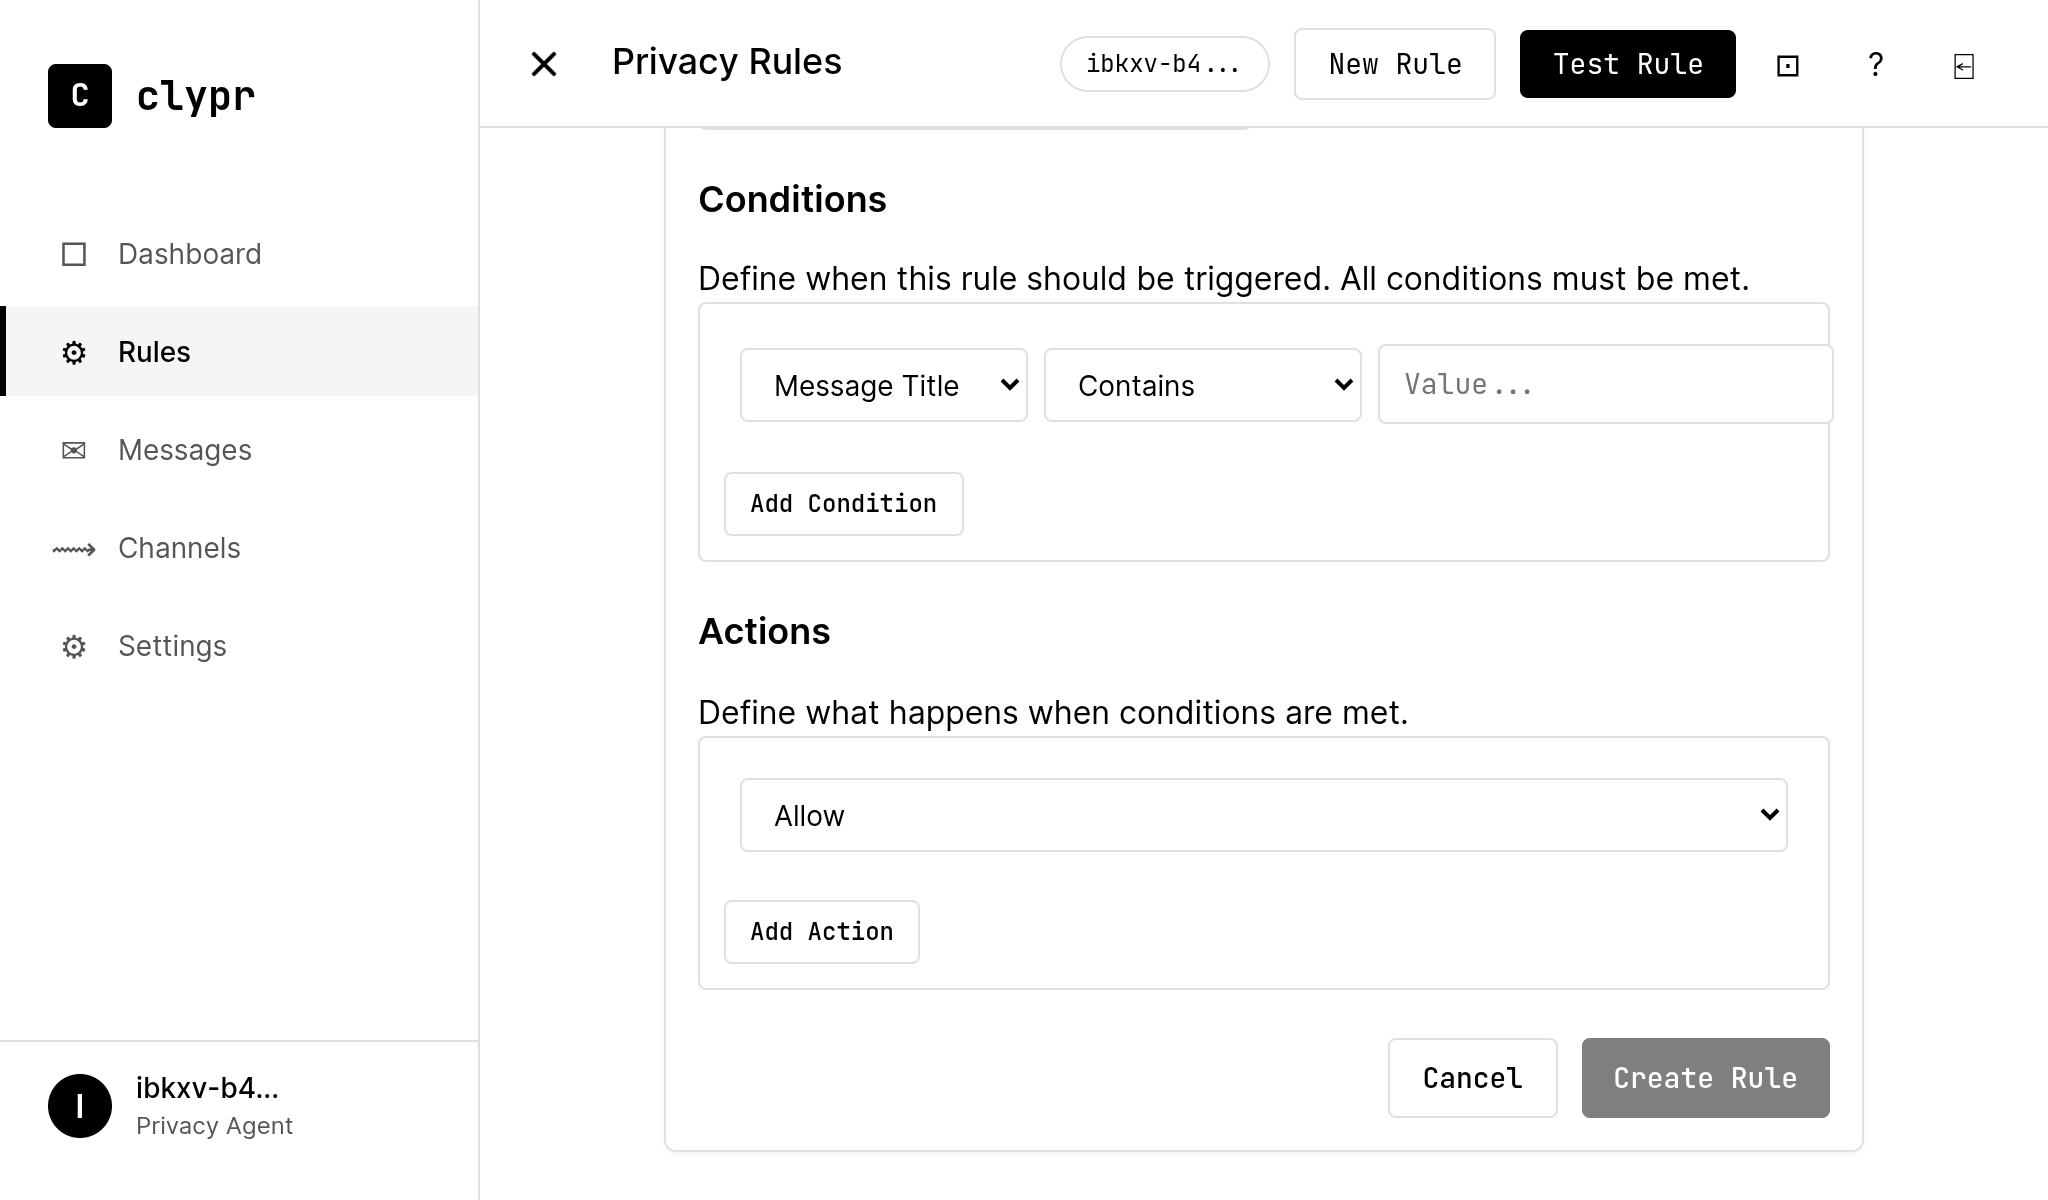 C clypr
Dashboard
Rules
Messages
Channels
Settings
I ibkxv-b4...
Privacy Agent
Privacy Rules
ibkxv-b4...
New Rule
Test Rule
?
Conditions
Define when this rule should be triggered. All conditions must be met.
Message Title
Contains
Value...
Add Condition
Actions
Define what happens when conditions are met.
Allow
Add Action
Cancel
Create Rule